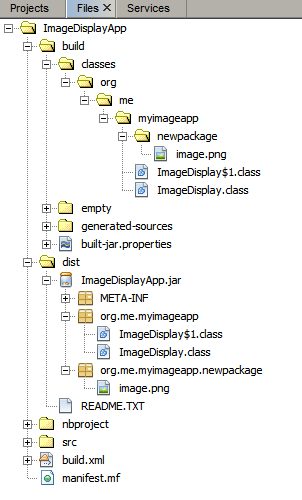 Projects Files Services
ImageDisplayApp
build
classes
org
me
myimageapp
newpackage
image.png
ImageDisplay$1.class
ImageDisplay.class
empty
generated-sources
built-jar.properties
dist
ImageDisplayApp.jar
META-INF
org.me.myimageapp
ImageDisplay$1.class
ImageDisplay.class
org.me.myimageapp.newpackage
image.png
README.TXT
nbproject
src
build.xml
manifest.mf